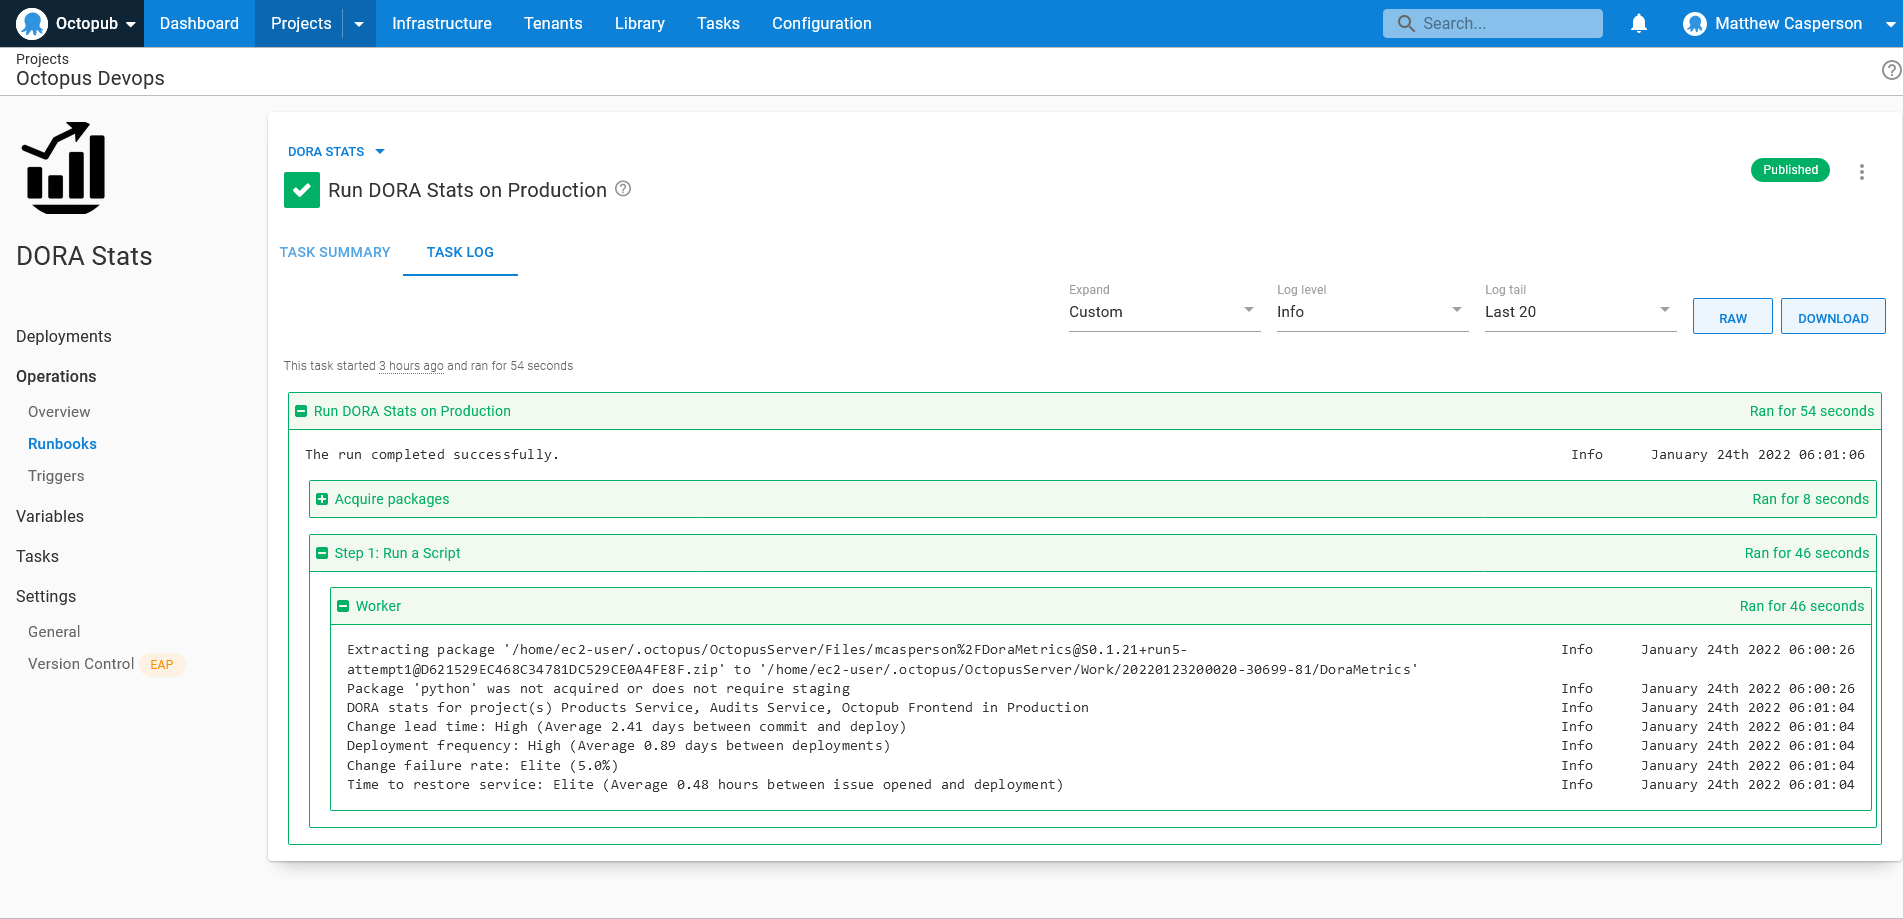 Octopub
Dashboard
Projects
Infrastructure
Tenants
Library
Tasks
Configuration
Search...
Matthew Casperson
Projects
Octopus Devops
DORA Stats
Deployments
Operations
Overview
Runbooks
Triggers
Variables
Tasks
Settings
General
Version Control EAP
DORA STATS
Run DORA Stats on Production
Published
TASK SUMMARY
TASK LOG
Expand
Custom
Log level
Info
Log tail
Last 20
RAW
DOWNLOAD
This task started 3 hours ago and ran for 54 seconds
Run DORA Stats on Production Ran for 54 seconds
The run completed successfully. Info January 24th 2022 06:01:06
Acquire packages Ran for 8 seconds
Step 1: Run a Script Ran for 46 seconds
Worker Ran for 46 seconds
Extracting package '/home/ec2-user/.octopus/OctopusServer/Files/mcasperson%2FDoraMetrics@S0.1.21+run5- Info January 24th 2022 06:00:26
attempt1@D621529EC468C34781DC529CE0A4FE8F.zip' to '/home/ec2-user/.octopus/OctopusServer/Work/20220123200020-30699-81/DoraMetrics'
Package 'python' was not acquired or does not require staging Info January 24th 2022 06:00:26
DORA stats for project(s) Products Service, Audits Service, Octopub Frontend in Production Info January 24th 2022 06:01:04
Change lead time: High (Average 2.41 days between commit and deploy) Info January 24th 2022 06:01:04
Deployment frequency: High (Average 0.89 days between deployments) Info January 24th 2022 06:01:04
Change failure rate: Elite (5.0%) Info January 24th 2022 06:01:04
Time to restore service: Elite (Average 0.48 hours between issue opened and deployment) Info January 24th 2022 06:01:04